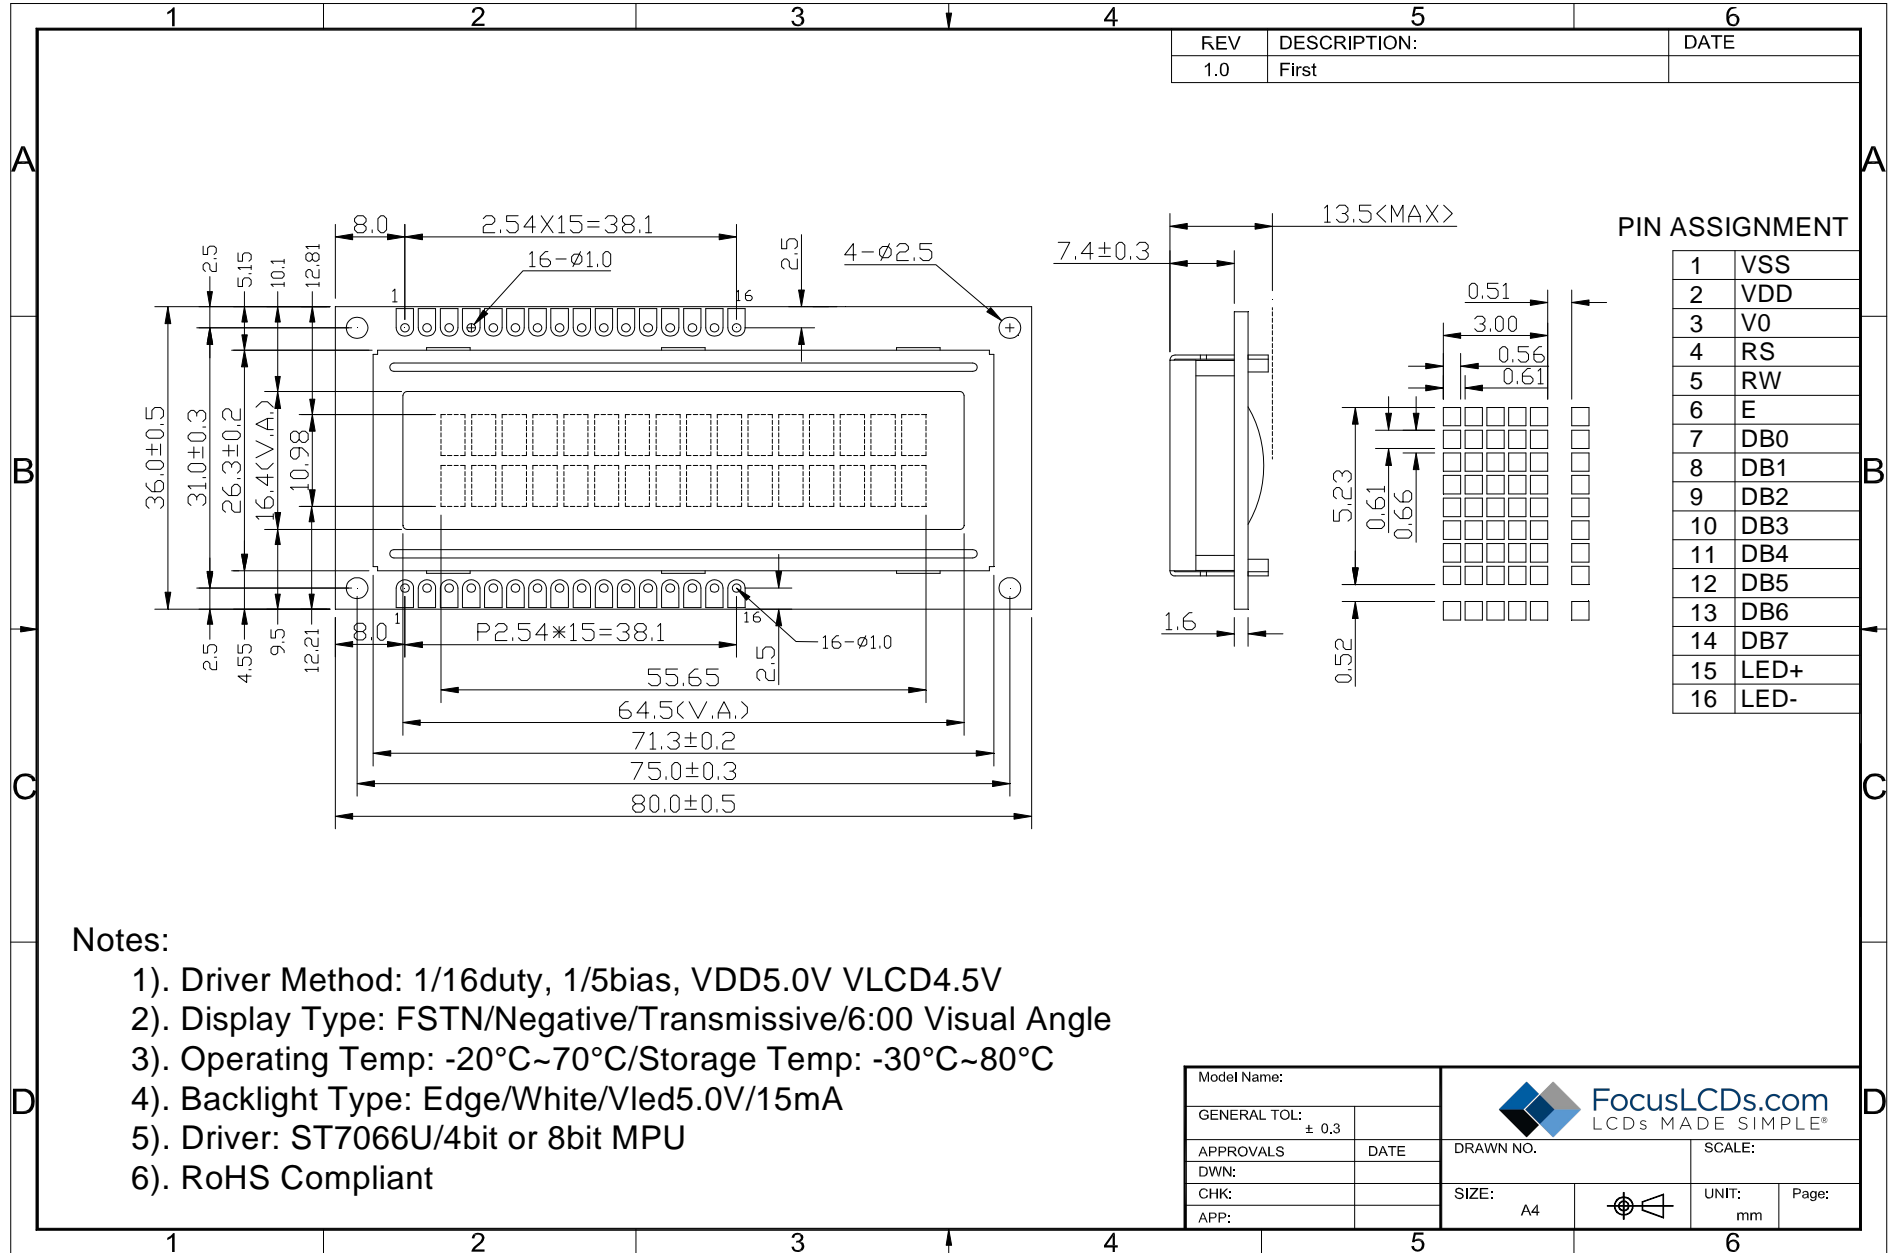 1 2 3 4 5 6
REV DESCRIPTION: DATE
1.0 First
A A
B B
C C
D D
8.0
2.54X15=38.1
16-Ø1.0
2.5
4-Ø2.5
2.5
5.15
10.1
12.81
1
16
36.0±0.5
31.0±0.3
26.3±0.2
16.4(V.A.)
10.98
2.5
4.55
9.5
12.21
8.0
1
P2.54*15=38.1
16
16-Ø1.0
2.5
55.65
64.5(V.A.)
71.3±0.2
75.0±0.3
80.0±0.5
13.5<MAX>
7.4±0.3
1.6
0.51
3.00
0.56
0.61
5.23
0.61
0.66
0.52
PIN ASSIGNMENT
1 VSS
2 VDD
3 V0
4 RS
5 RW
6 E
7 DB0
8 DB1
9 DB2
10 DB3
11 DB4
12 DB5
13 DB6
14 DB7
15 LED+
16 LED-
Notes:
1). Driver Method: 1/16duty, 1/5bias, VDD5.0V VLCD4.5V
2). Display Type: FSTN/Negative/Transmissive/6:00 Visual Angle
3). Operating Temp: -20°C~70°C/Storage Temp: -30°C~80°C
4). Backlight Type: Edge/White/Vled5.0V/15mA
5). Driver: ST7066U/4bit or 8bit MPU
6). RoHS Compliant
Model Name:
GENERAL TOL:
± 0.3
APPROVALS DATE
DWN:
CHK:
APP:
FocusLCDs.com
LCDs MADE SIMPLE®
DRAWN NO. SCALE:
SIZE: A4
UNIT: mm
Page:
1 2 3 4 5 6